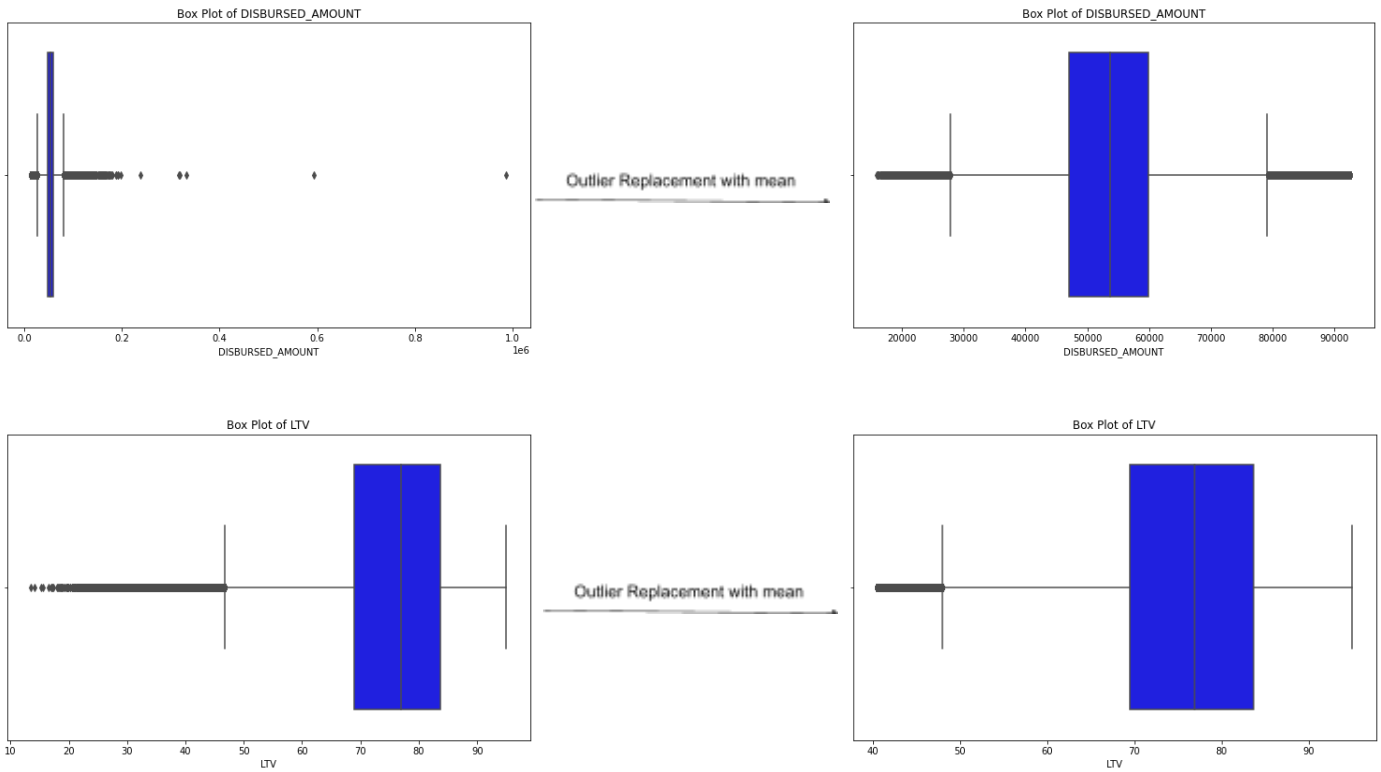 Box Plot of DISBURSED_AMOUNT
0.0 0.2 0.4 0.6 0.8 1.0
1e6
DISBURSED_AMOUNT
Outlier Replacement with mean
Box Plot of DISBURSED_AMOUNT
20000 30000 40000 50000 60000 70000 80000 90000
DISBURSED_AMOUNT
Box Plot of LTV
10 20 30 40 50 60 70 80 90
LTV
Outlier Replacement with mean
Box Plot of LTV
40 50 60 70 80 90
LTV